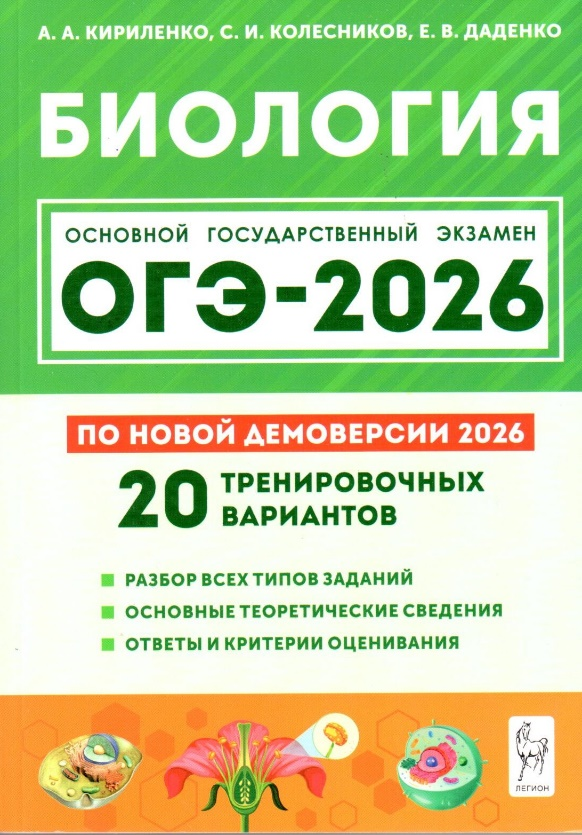 А. А. КИРИЛЕНКО, С. И. КОЛЕСНИКОВ, Е. В. ДАДЕНКО
БИОЛОГИЯ
ОСНОВНОЙ ГОСУДАРСТВЕННЫЙ ЭКЗАМЕН
ОГЭ-2026
ПО НОВОЙ ДЕМОВЕРСИИ 2026
20 ТРЕНИРОВОЧНЫХ
ВАРИАНТОВ
РАЗБОР ВСЕХ ТИПОВ ЗАДАНИЙ
ОСНОВНЫЕ ТЕОРЕТИЧЕСКИЕ СВЕДЕНИЯ
ОТВЕТЫ И КРИТЕРИИ ОЦЕНИВАНИЯ
ЛЕГИОН